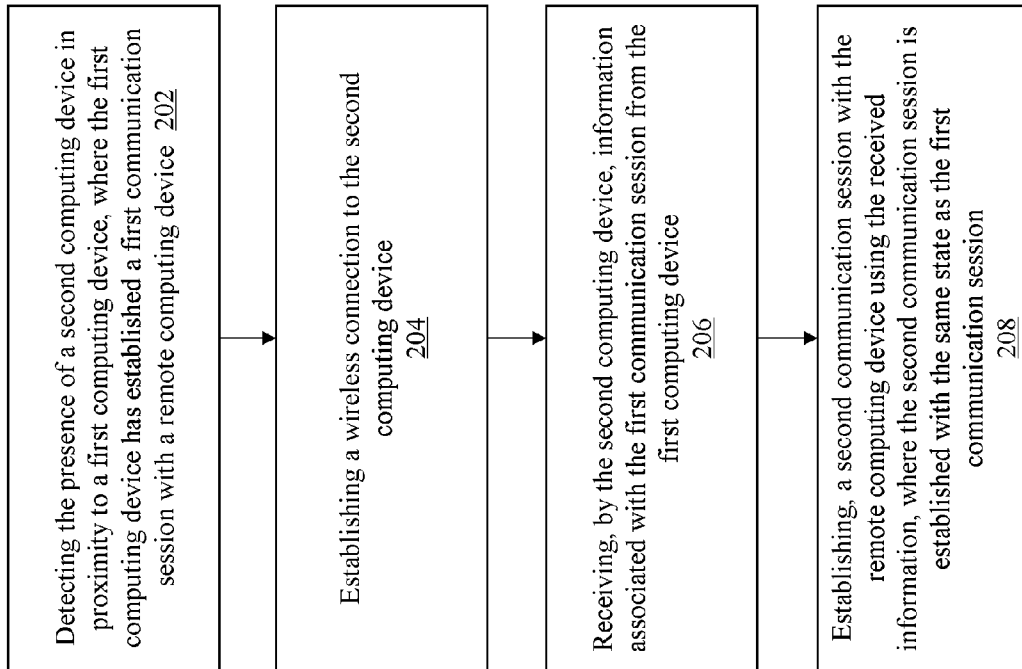 Detecting the presence of a second computing device in
proximity to a first computing device, where the first
computing device has established a first communication
session with a remote computing device 202
Establishing a wireless connection to the second
computing device
204
Receiving, by the second computing device, information
associated with the first communication session from the
first computing device
206
Establishing, a second communication session with the
remote computing device using the received
information, where the second communication session is
established with the same state as the first
communication session
208